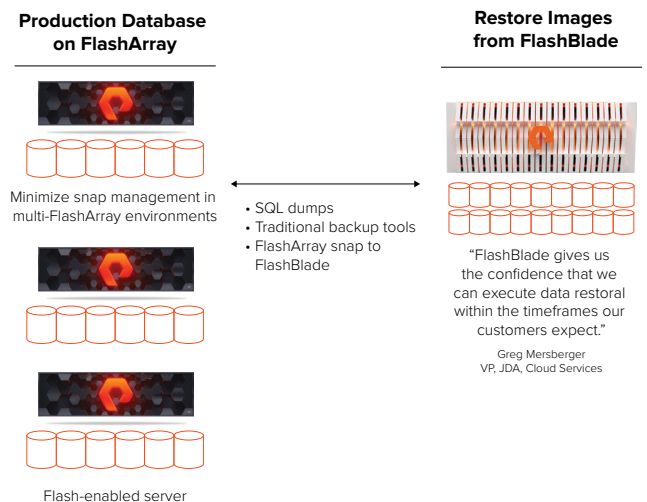 Production Database
on FlashArray
Minimize snap management in
multi-FlashArray environments
Flash-enabled server
• SQL dumps
• Traditional backup tools
• FlashArray snap to
FlashBlade
Restore Images
from FlashBlade
“FlashBlade gives us
the confidence that we
can execute data restoral
within the timeframes our
customers expect.”
Greg Mersberger
VP, JDA, Cloud Services